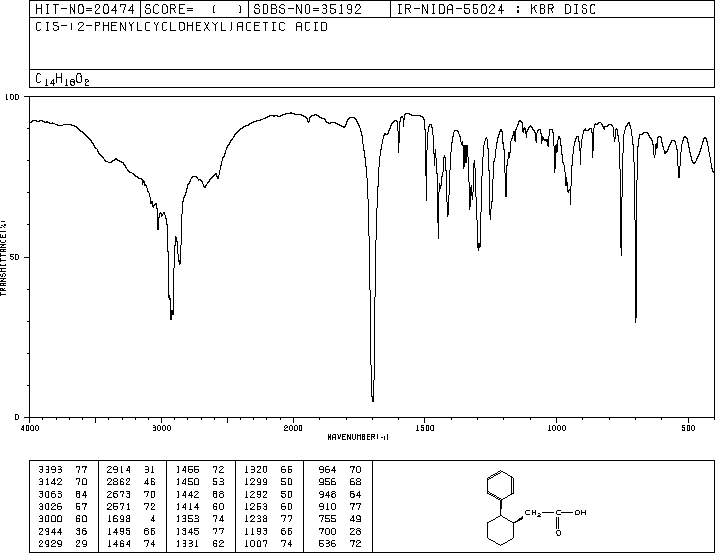 HIT-NO=20474 SCORE= ( ) SDBS-NO=35192 IR-NIDA-55024 : KBR DISC
CIS-(2-PHENYLCYCLOHEXYL)ACETIC ACID
C14H18O2
100
50
0
TRANSMITTANCE(%)
4000 3000 2000 1500 1000 500
WAVENUMBER(-1)
3393 77 2914 31 1466 72 1320 66 964 70
3142 70 2862 46 1450 53 1299 50 956 68
3063 64 2673 70 1442 68 1292 50 948 64
3026 57 2571 72 1414 60 1253 60 910 77
3000 60 1698 4 1353 74 1238 77 755 49
2944 36 1495 66 1345 77 1193 66 700 28
2929 29 1464 74 1331 62 1007 74 536 72
CH2 C OH
O